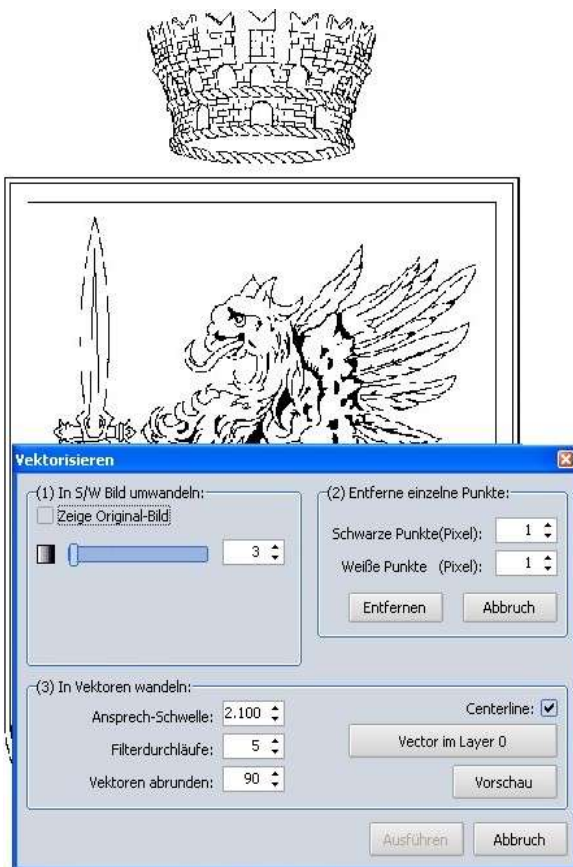 Vektorisieren
(1) In S/W Bild umwandeln:
Zeige Original-Bild
3
(2) Entferne einzelne Punkte:
Schwarze Punkte(Pixel): 1
Weiße Punkte (Pixel): 1
Entfernen Abbruch
(3) In Vektoren wandeln:
Ansprech-Schwelle: 2.100
Filterdurchläufe: 5
Vektoren abrunden: 90
Centerline:
Vector im Layer 0
Vorschau
Ausführen Abbruch